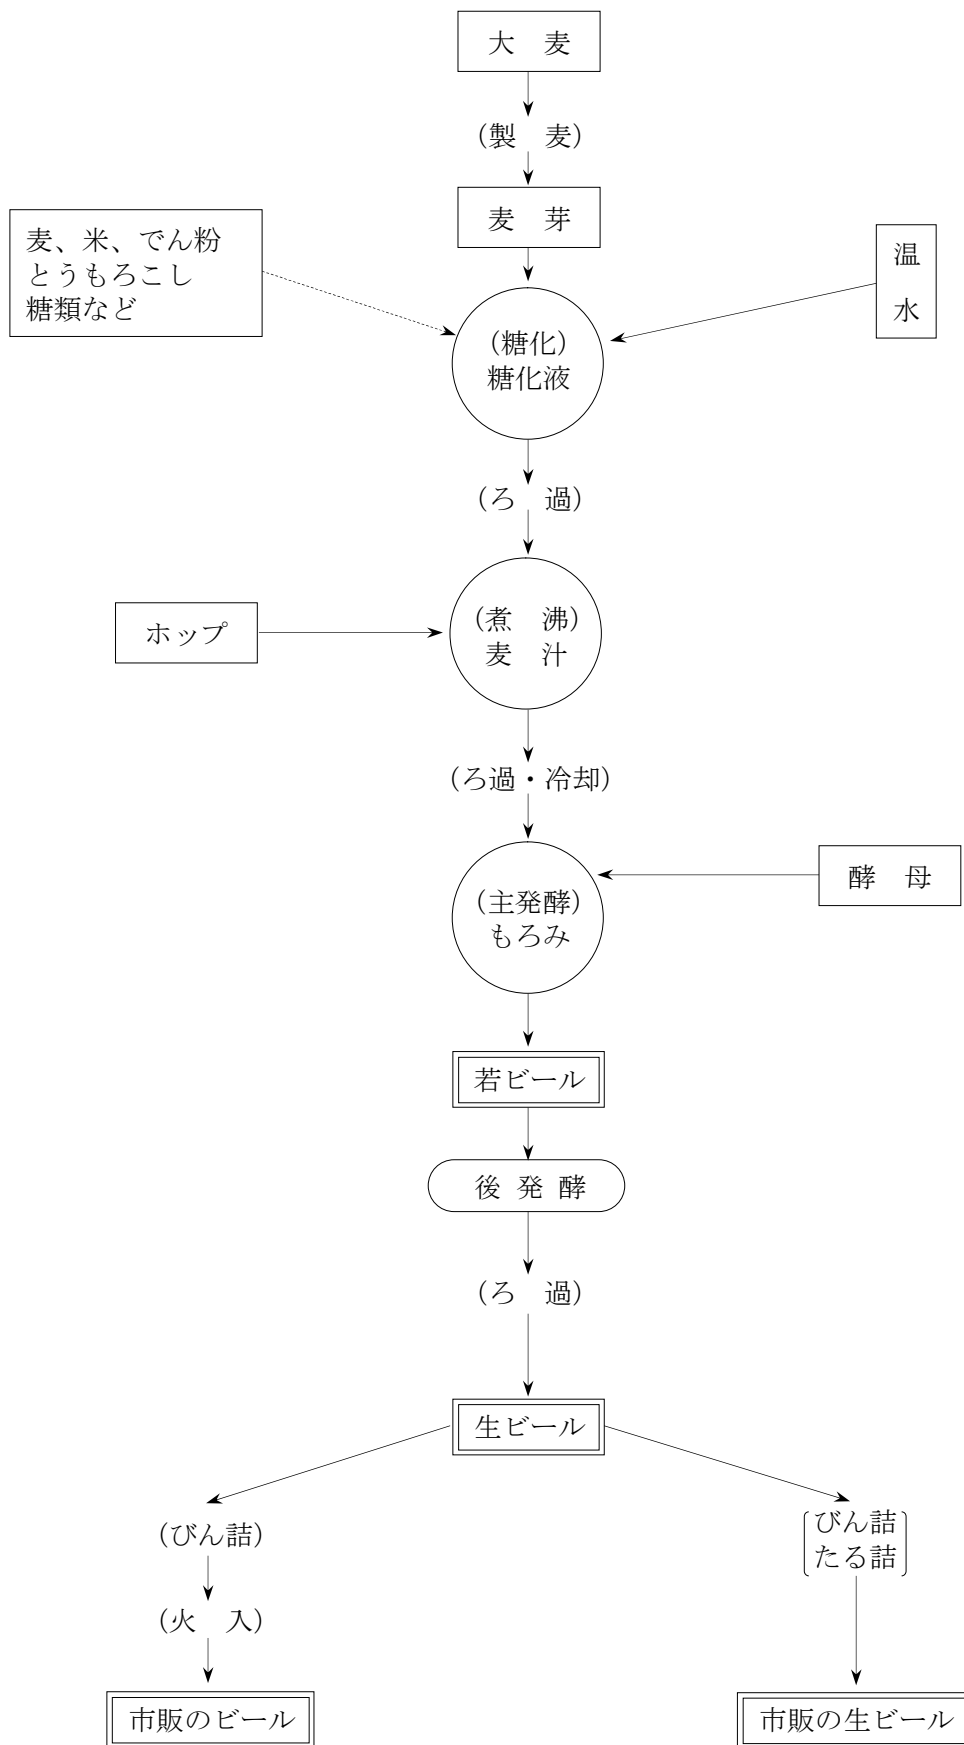 大　麦
（製　麦）
麦　芽
麦、米、でん粉
とうもろこし
糖類など
温
水
（糖化）
糖化液
（ろ　過）
ホップ
（煮　沸）
麦　汁
（ろ過・冷却）
酵　母
（主発酵）
もろみ
若ビール
後 発 酵
（ろ　過）
生ビール
（びん詰）
（火　入）
市販のビール
びん詰
たる詰
市販の生ビール